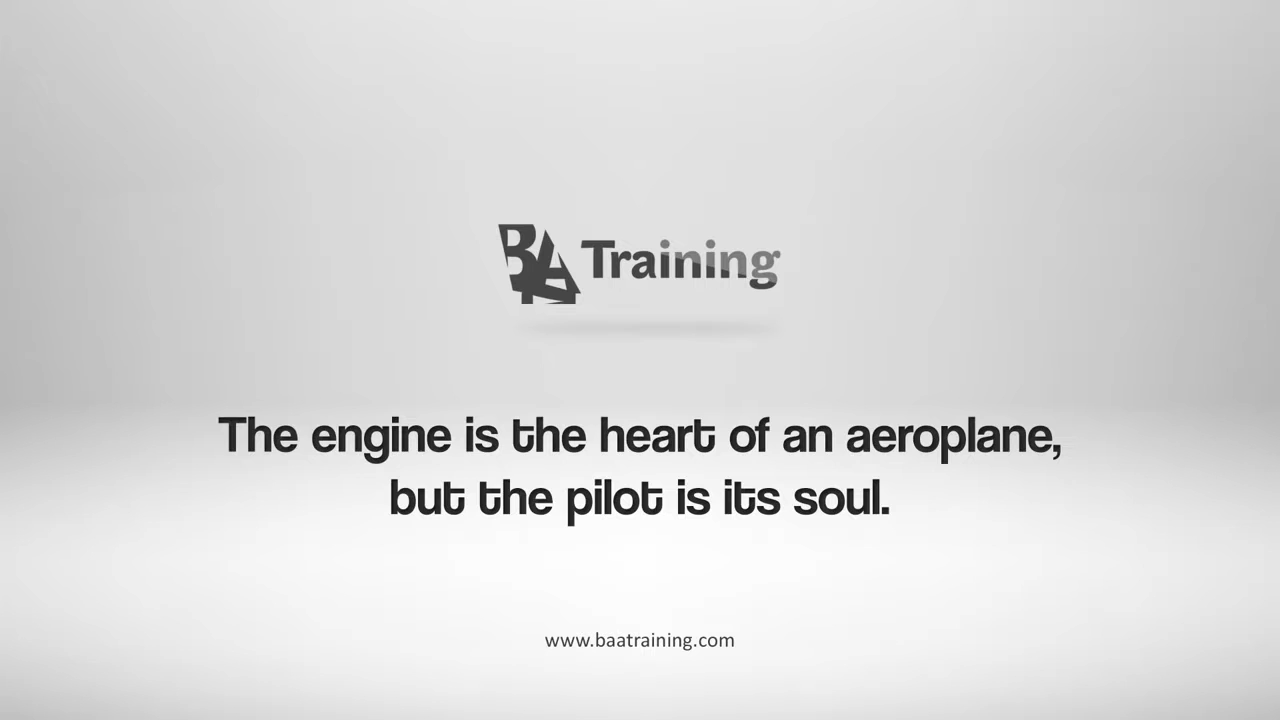 BAA Training
The engine is the heart of an aeroplane,
but the pilot is its soul.
www.baatraining.com